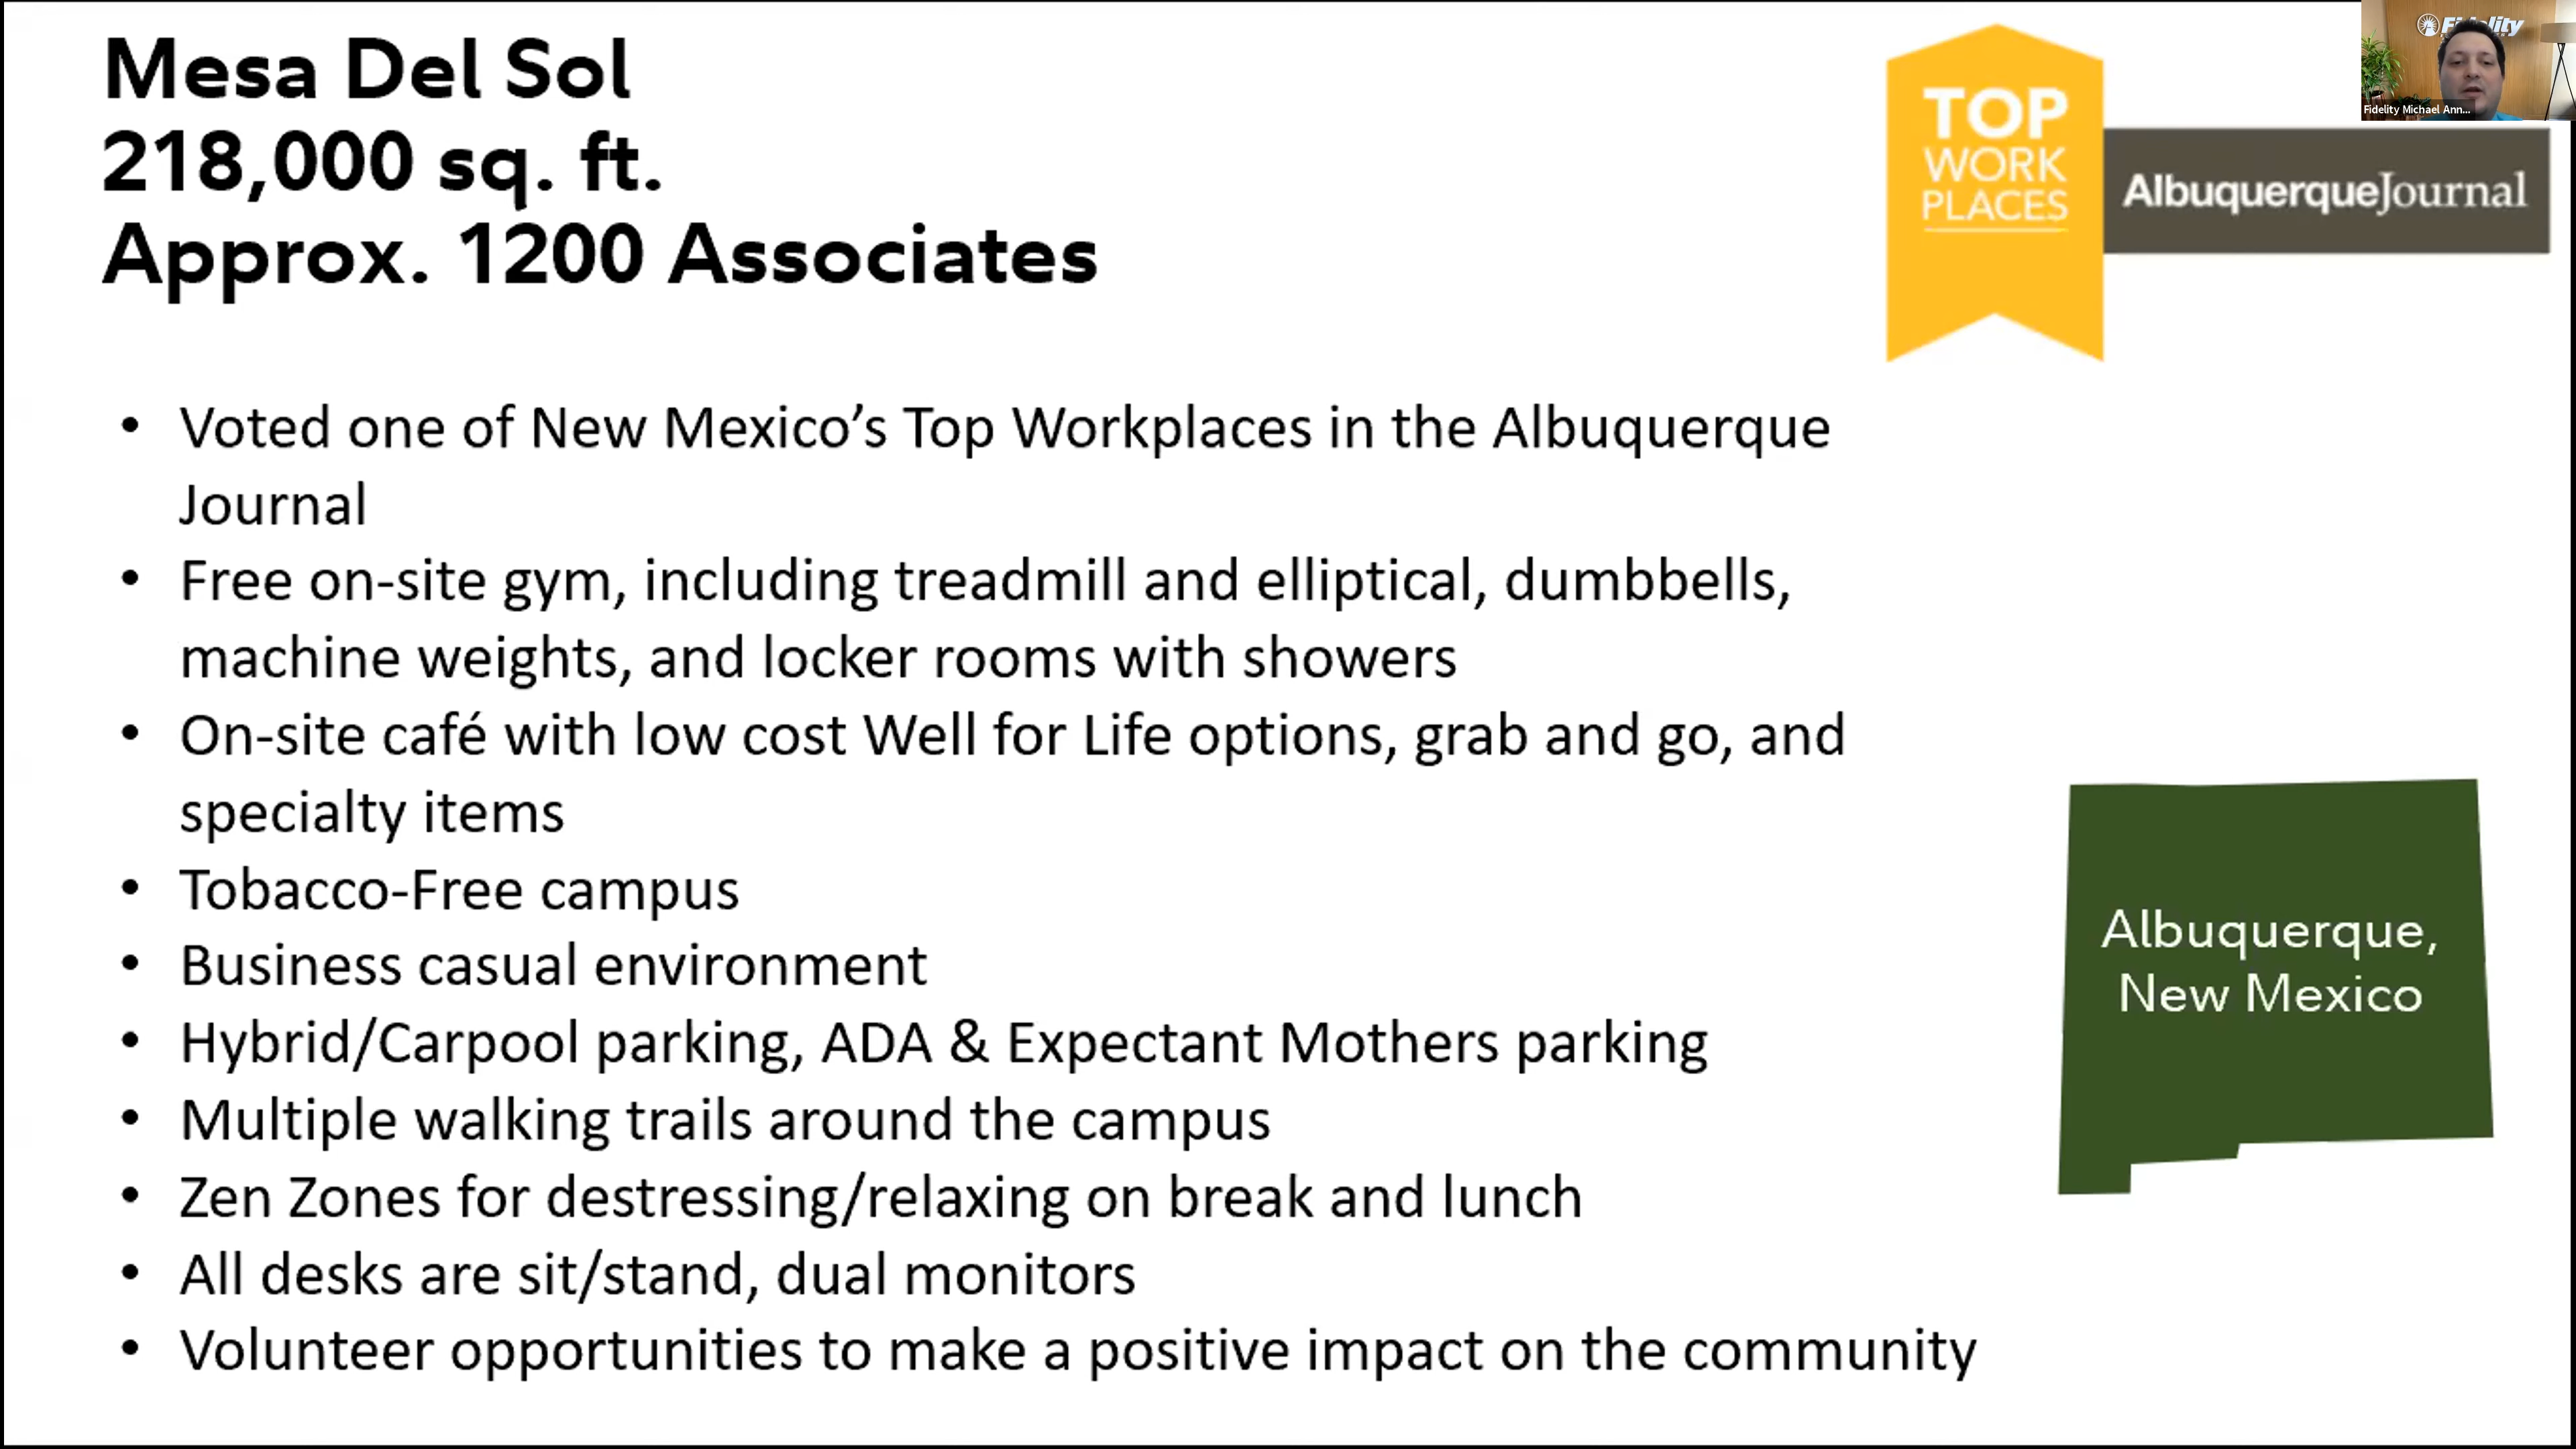 Mesa Del Sol
218,000 sq. ft.
Approx. 1200 Associates
TOP
WORK
PLACES
AlbuquerqueJournal
Fidelity
Fidelity Michael Ann...
• Voted one of New Mexico’s Top Workplaces in the Albuquerque
Journal
• Free on-site gym, including treadmill and elliptical, dumbbells,
machine weights, and locker rooms with showers
• On-site café with low cost Well for Life options, grab and go, and
specialty items
• Tobacco-Free campus
• Business casual environment
• Hybrid/Carpool parking, ADA & Expectant Mothers parking
• Multiple walking trails around the campus
• Zen Zones for destressing/relaxing on break and lunch
• All desks are sit/stand, dual monitors
• Volunteer opportunities to make a positive impact on the community
Albuquerque,
New Mexico